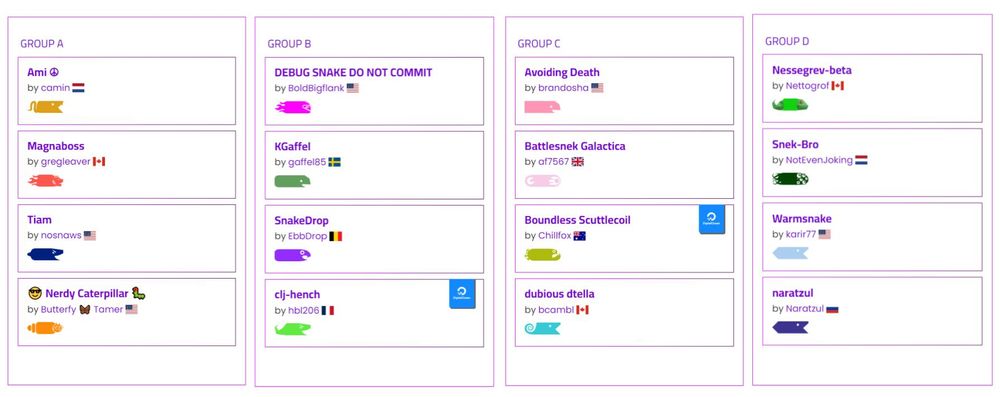 GROUP A
Ami ☮
by camin 🇳🇱
Magnaboss
by gregleaver 🇨🇦
Tiam
by nosnaws 🇺🇸
😎 Nerdy Caterpillar 🐛
by Butterfy 🦋 Tamer 🇺🇸
GROUP B
DEBUG SNAKE DO NOT COMMIT
by BoldBigflank 🇺🇸
KGaffel
by gaffel85 🇸🇪
SnakeDrop
by EbbDrop 🇧🇪
clj-hench
by hbl206 🇫🇷
DigitalOcean
GROUP C
Avoiding Death
by brandosha 🇺🇸
Battlesnek Galactica
by af7567 🇬🇧
Boundless Scuttlecoil
by Chillfox 🇦🇺
DigitalOcean
dubious dtella
by bcambl 🇨🇦
GROUP D
Nessegrev-beta
by Nettogrof 🇨🇦
Snek-Bro
by NotEvenJoking 🇳🇱
Warmsnake
by karir77 🇺🇸
naratzul
by Naratzul 🇷🇺